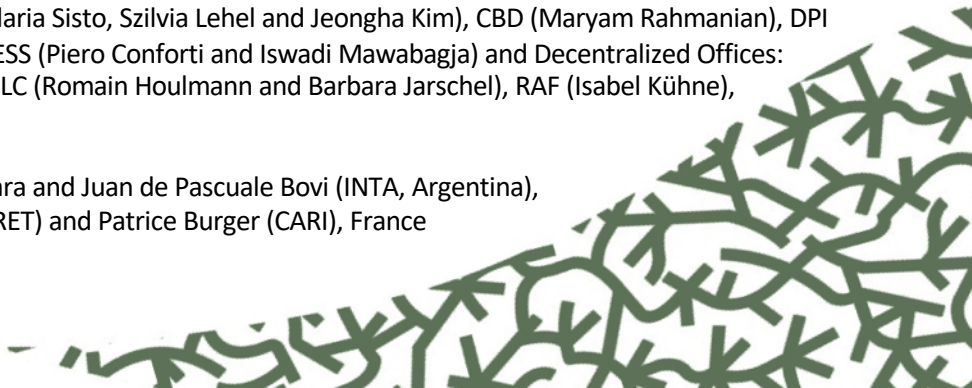 laria Sisto, Szilvia Lehel and Jeongha Kim), CBD (Maryam Rahmanian), DPI
ESS (Piero Conforti and Iswadi Mawabagja) and Decentralized Offices:
LC (Romain Houlmann and Barbara Jarschel), RAF (Isabel Kühne),
ara and Juan de Pascuale Bovi (INTA, Argentina),
RET) and Patrice Burger (CARI), France